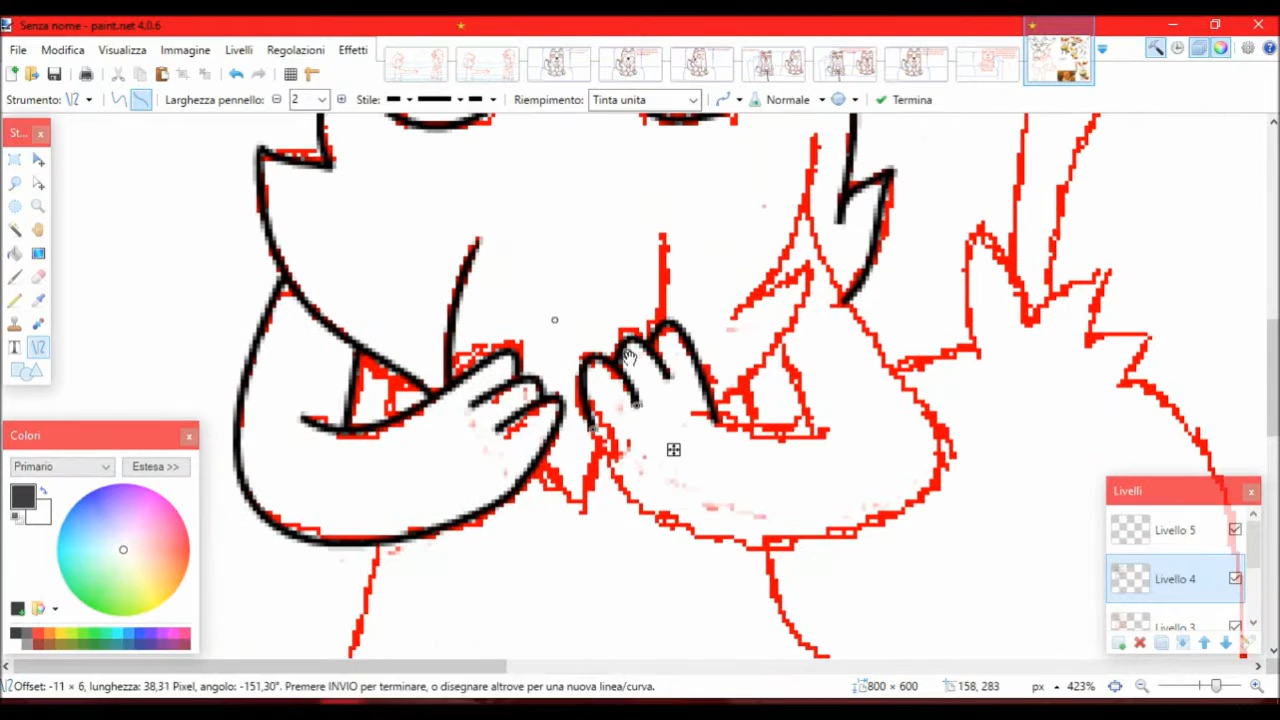 Senza nome - paint.net 4.0.6
File Modifica Visualizza Immagine Livelli Regolazioni Effetti
Strumento: Larghezza pennello: 2 Stile: Riempimento: Tinta unita Normale Termina
St...
Colori
Primario Estesa >>
Livelli
Livello 5
Livello 4
Livello 3
Offset: -11 × 6, lunghezza: 38,31 Pixel, angolo: -151,30°. Premere INVIO per terminare, o disegnare altrove per una nuova linea/curva. 800 × 600 158, 283 px 423%